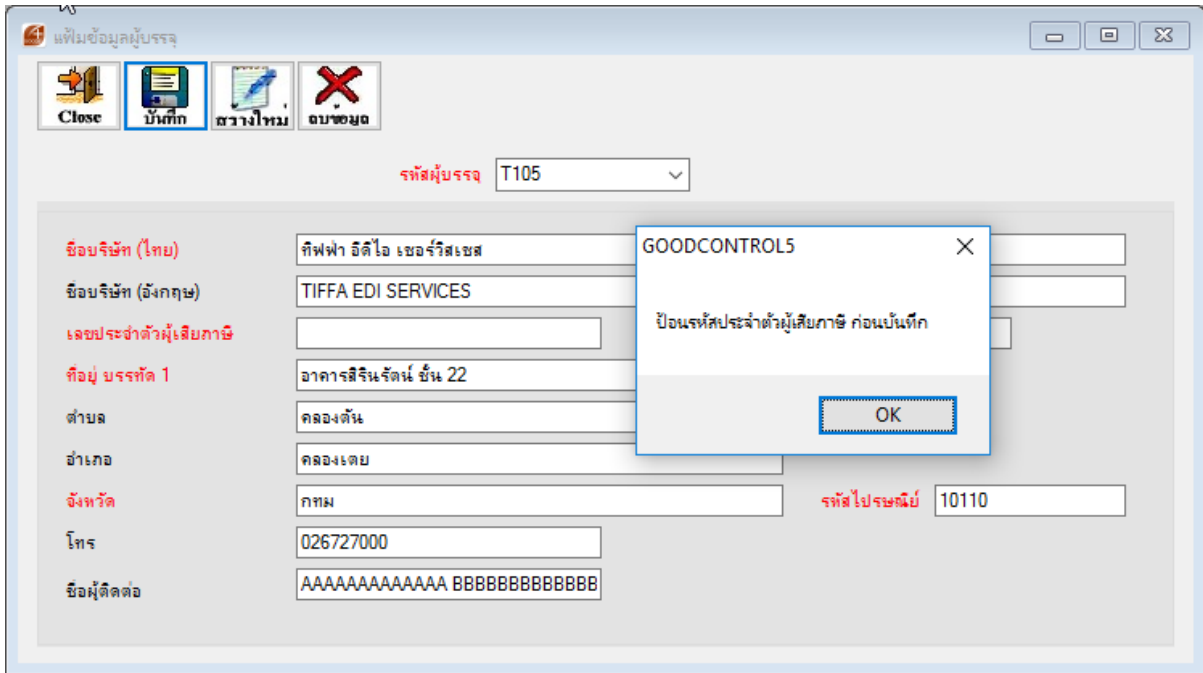 แฟ้มข้อมูลผู้บรรจุ
Close บันทึก สร้างใหม่ ลบข้อมูล
รหัสผู้บรรจุ T105
ชื่อบริษัท (ไทย) ทิฟฟ่า อีดีไอ เซอร์วิสเซส
ชื่อบริษัท (อังกฤษ) TIFFA EDI SERVICES
เลขประจำตัวผู้เสียภาษี
ที่อยู่ บรรทัด 1 อาคารสิรินรัตน์ ชั้น 22
ตำบล คลองตัน
อำเภอ คลองเตย
จังหวัด กทม รหัสไปรษณีย์ 10110
โทร 026727000
ชื่อผู้ติดต่อ AAAAAAAAAAAAA BBBBBBBBBBBBB
GOODCONTROL5
ป้อนรหัสประจำตัวผู้เสียภาษี ก่อนบันทึก
OK